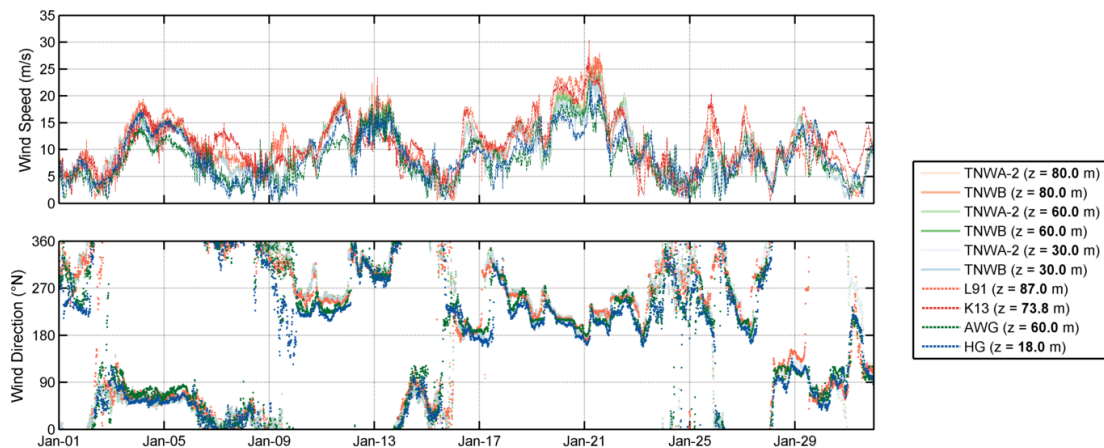 35
30
25
20
15
10
5
0
Wind Speed (m/s)
360
270
180
90
0
Wind Direction (°N)
Jan-01 Jan-05 Jan-09 Jan-13 Jan-17 Jan-21 Jan-25 Jan-29
TNWA-2 (z = 80.0 m)
TNWB (z = 80.0 m)
TNWA-2 (z = 60.0 m)
TNWB (z = 60.0 m)
TNWA-2 (z = 30.0 m)
TNWB (z = 30.0 m)
L91 (z = 87.0 m)
K13 (z = 73.8 m)
AWG (z = 60.0 m)
HG (z = 18.0 m)